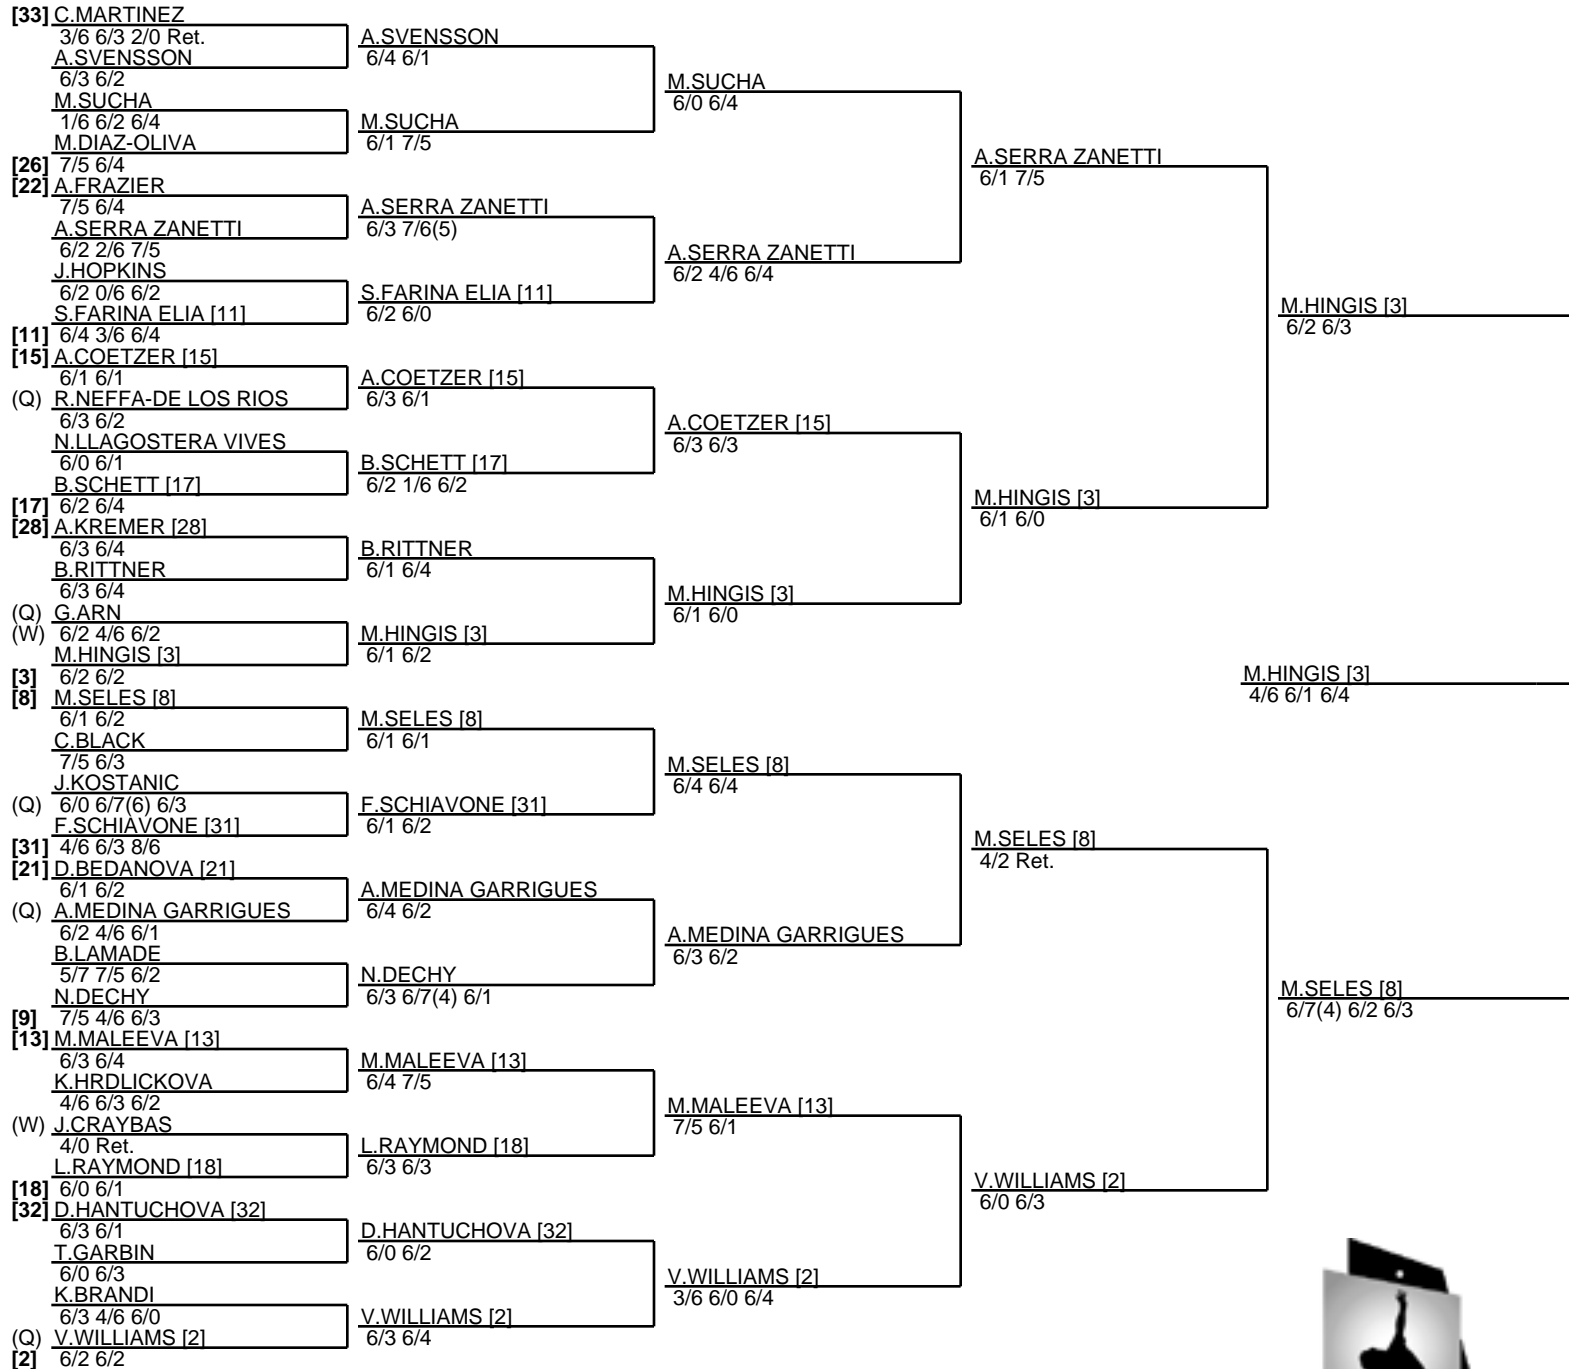 [33] C.MARTINEZ
3/6 6/3 2/0 Ret.
A.SVENSSON
6/3 6/2
M.SUCHA
1/6 6/2 6/4
M.DIAZ-OLIVA
[26] 7/5 6/4
[22] A.FRAZIER
7/5 6/4
A.SERRA ZANETTI
6/2 2/6 7/5
J.HOPKINS
6/2 0/6 6/2
S.FARINA ELIA [11]
[11] 6/4 3/6 6/4
[15] A.COETZER [15]
6/1 6/1
(Q) R.NEFFA-DE LOS RIOS
6/3 6/2
N.LLAGOSTERA VIVES
6/0 6/1
B.SCHETT [17]
[17] 6/2 6/4
[28] A.KREMER [28]
6/3 6/4
B.RITTNER
6/3 6/4
(Q) G.ARN
(W) 6/2 4/6 6/2
M.HINGIS [3]
[3] 6/2 6/2
[8] M.SELES [8]
6/1 6/2
C.BLACK
7/5 6/3
J.KOSTANIC
(Q) 6/0 6/7(6) 6/3
F.SCHIAVONE [31]
[31] 4/6 6/3 8/6
[21] D.BEDANOVA [21]
6/1 6/2
(Q) A.MEDINA GARRIGUES
6/2 4/6 6/1
B.LAMADE
5/7 7/5 6/2
N.DECHY
[9] 7/5 4/6 6/3
[13] M.MALEEVA [13]
6/3 6/4
K.HRDLICKOVA
4/6 6/3 6/2
(W) J.CRAYBAS
4/0 Ret.
L.RAYMOND [18]
[18] 6/0 6/1
[32] D.HANTUCHOVA [32]
6/3 6/1
T.GARBIN
6/0 6/3
K.BRANDI
6/3 4/6 6/0
(Q) V.WILLIAMS [2]
[2] 6/2 6/2
A.SVENSSON
6/4 6/1
M.SUCHA
6/1 7/5
A.SERRA ZANETTI
6/3 7/6(5)
S.FARINA ELIA [11]
6/2 6/0
A.COETZER [15]
6/3 6/1
B.SCHETT [17]
6/2 1/6 6/2
B.RITTNER
6/1 6/4
M.HINGIS [3]
6/1 6/2
M.SELES [8]
6/1 6/1
F.SCHIAVONE [31]
6/1 6/2
A.MEDINA GARRIGUES
6/4 6/2
N.DECHY
6/3 6/7(4) 6/1
M.MALEEVA [13]
6/4 7/5
L.RAYMOND [18]
6/3 6/3
D.HANTUCHOVA [32]
6/0 6/2
V.WILLIAMS [2]
6/3 6/4
M.SUCHA
6/0 6/4
A.SERRA ZANETTI
6/2 4/6 6/4
A.COETZER [15]
6/3 6/3
M.HINGIS [3]
6/1 6/0
M.SELES [8]
6/4 6/4
A.MEDINA GARRIGUES
6/3 6/2
M.MALEEVA [13]
7/5 6/1
V.WILLIAMS [2]
3/6 6/0 6/4
A.SERRA ZANETTI
6/1 7/5
M.HINGIS [3]
6/1 6/0
M.SELES [8]
4/2 Ret.
V.WILLIAMS [2]
6/0 6/3
M.HINGIS [3]
6/2 6/3
M.SELES [8]
6/7(4) 6/2 6/3
M.HINGIS [3]
4/6 6/1 6/4